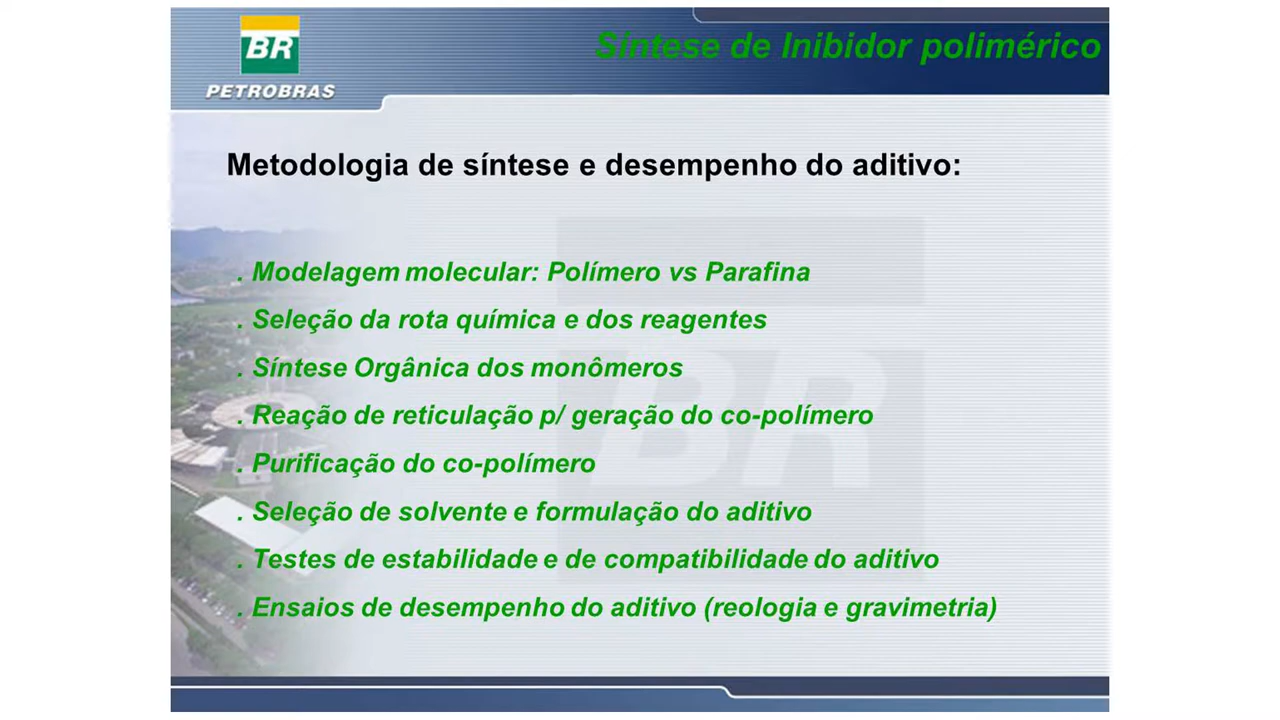 BR
PETROBRAS
Síntese de Inibidor polimérico
Metodologia de síntese e desempenho do aditivo:
. Modelagem molecular: Polímero vs Parafina
. Seleção da rota química e dos reagentes
. Síntese Orgânica dos monômeros
. Reação de reticulação p/ geração do co-polímero
. Purificação do co-polímero
. Seleção de solvente e formulação do aditivo
. Testes de estabilidade e de compatibilidade do aditivo
. Ensaios de desempenho do aditivo (reologia e gravimetria)
BR